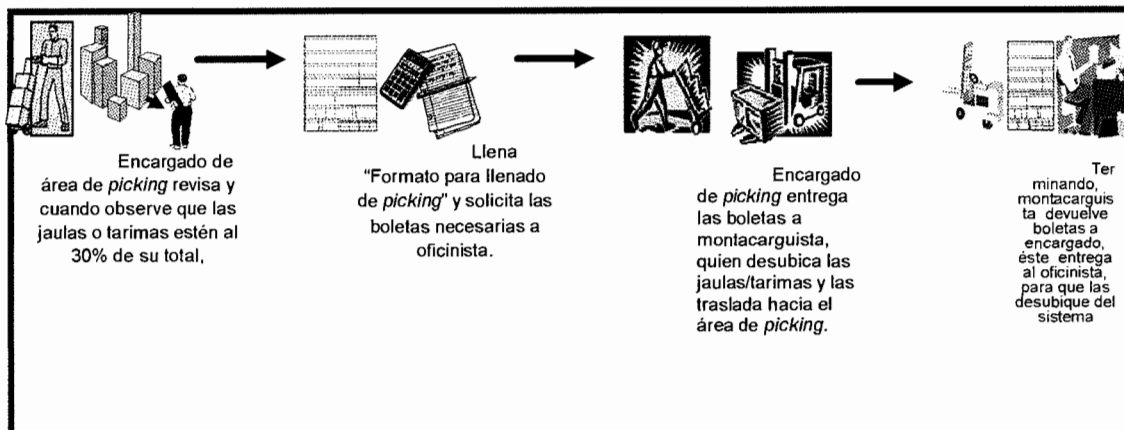 Encargado de
área de picking revisa y
cuando observe que las
jaulas o tarimas estén al
30% de su total,
Llena
"Formato para llenado
de picking" y solicita las
boletas necesarias a
oficinista.
Encargado
de picking entrega
las boletas a
montacarguista,
quien desubica las
jaulas/tarimas y las
traslada hacia el
área de picking.
Ter
minando,
montacarguis
ta devuelve
boletas a
encargado,
éste entrega
al oficinista,
para que las
desubique del
sistema